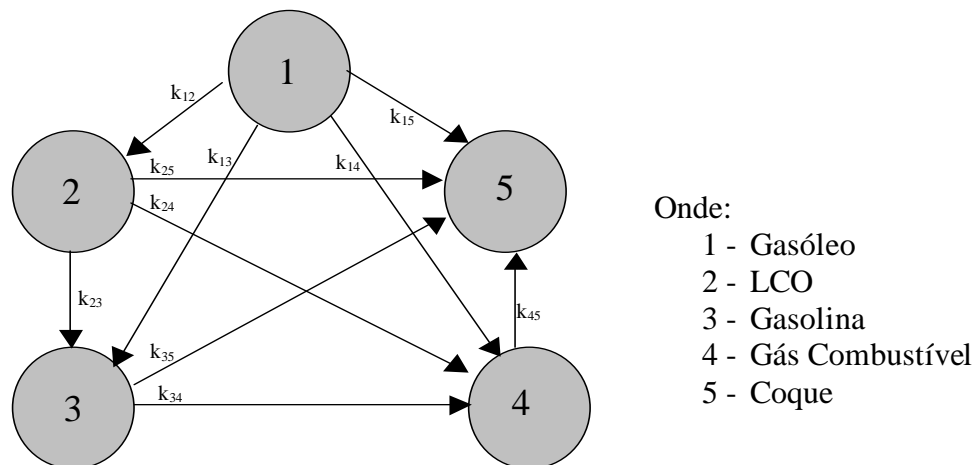 1
k12
k15
k13
k14
k25
2
5
k24
k23
k45
k35
k34
3
4
Onde:
1 - Gasóleo
2 - LCO
3 - Gasolina
4 - Gás Combustível
5 - Coque